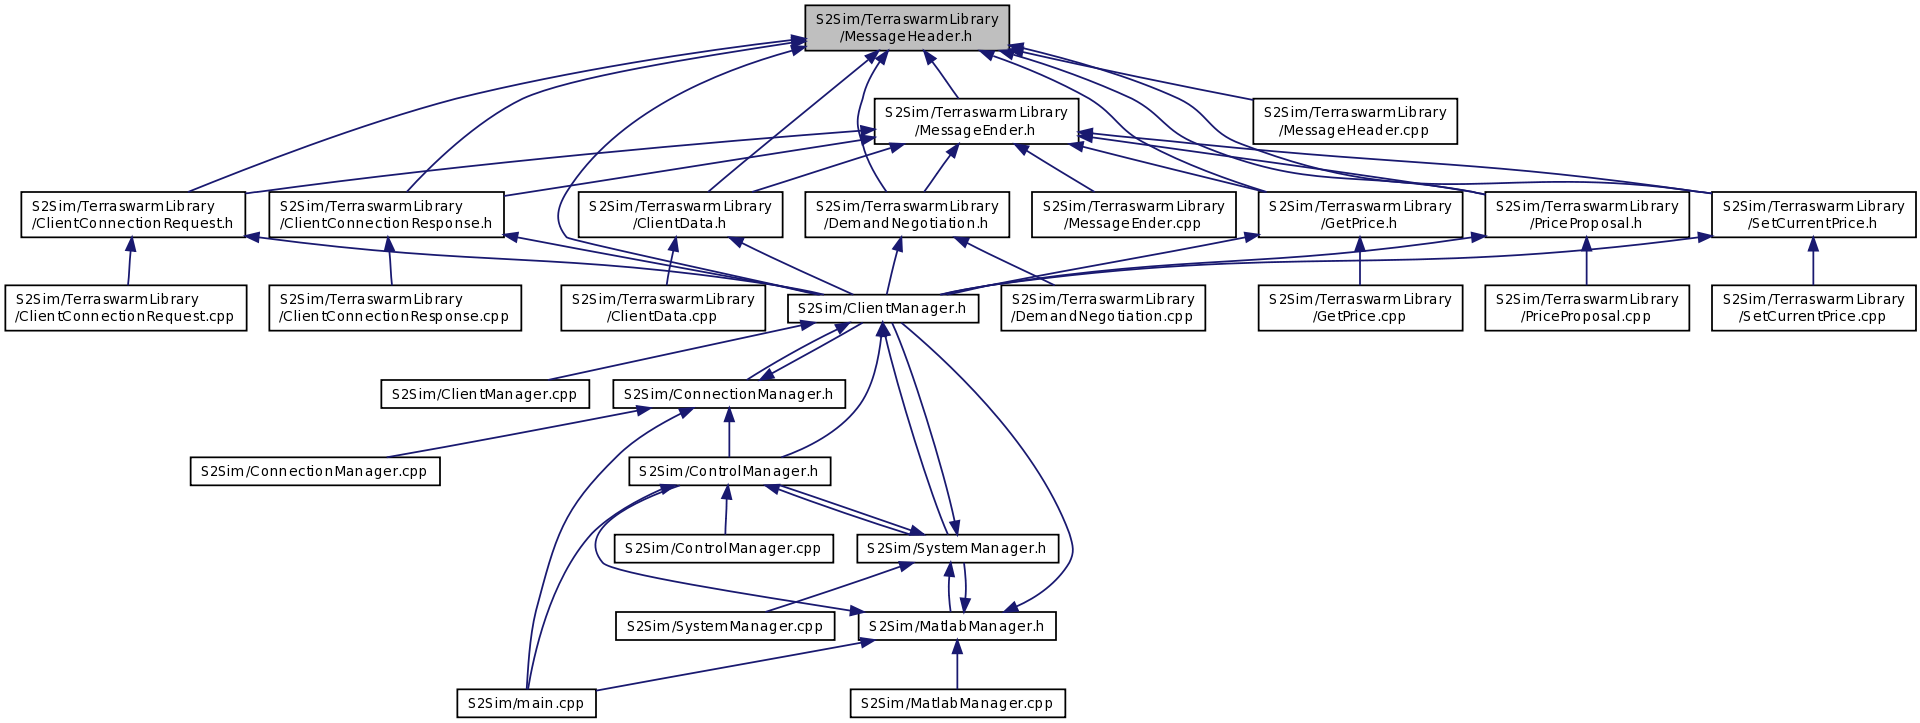 S2Sim/TerraswarmLibrary
/MessageHeader.h
S2Sim/TerraswarmLibrary
/MessageEnder.h
S2Sim/TerraswarmLibrary
/MessageHeader.cpp
S2Sim/TerraswarmLibrary
/ClientConnectionRequest.h
S2Sim/TerraswarmLibrary
/ClientConnectionResponse.h
S2Sim/TerraswarmLibrary
/ClientData.h
S2Sim/TerraswarmLibrary
/DemandNegotiation.h
S2Sim/TerraswarmLibrary
/MessageEnder.cpp
S2Sim/TerraswarmLibrary
/GetPrice.h
S2Sim/TerraswarmLibrary
/PriceProposal.h
S2Sim/TerraswarmLibrary
/SetCurrentPrice.h
S2Sim/TerraswarmLibrary
/ClientConnectionRequest.cpp
S2Sim/TerraswarmLibrary
/ClientConnectionResponse.cpp
S2Sim/TerraswarmLibrary
/ClientData.cpp
S2Sim/ClientManager.h
S2Sim/TerraswarmLibrary
/DemandNegotiation.cpp
S2Sim/TerraswarmLibrary
/GetPrice.cpp
S2Sim/TerraswarmLibrary
/PriceProposal.cpp
S2Sim/TerraswarmLibrary
/SetCurrentPrice.cpp
S2Sim/ClientManager.cpp
S2Sim/ConnectionManager.h
S2Sim/ConnectionManager.cpp
S2Sim/ControlManager.h
S2Sim/ControlManager.cpp
S2Sim/SystemManager.h
S2Sim/SystemManager.cpp
S2Sim/MatlabManager.h
S2Sim/main.cpp
S2Sim/MatlabManager.cpp